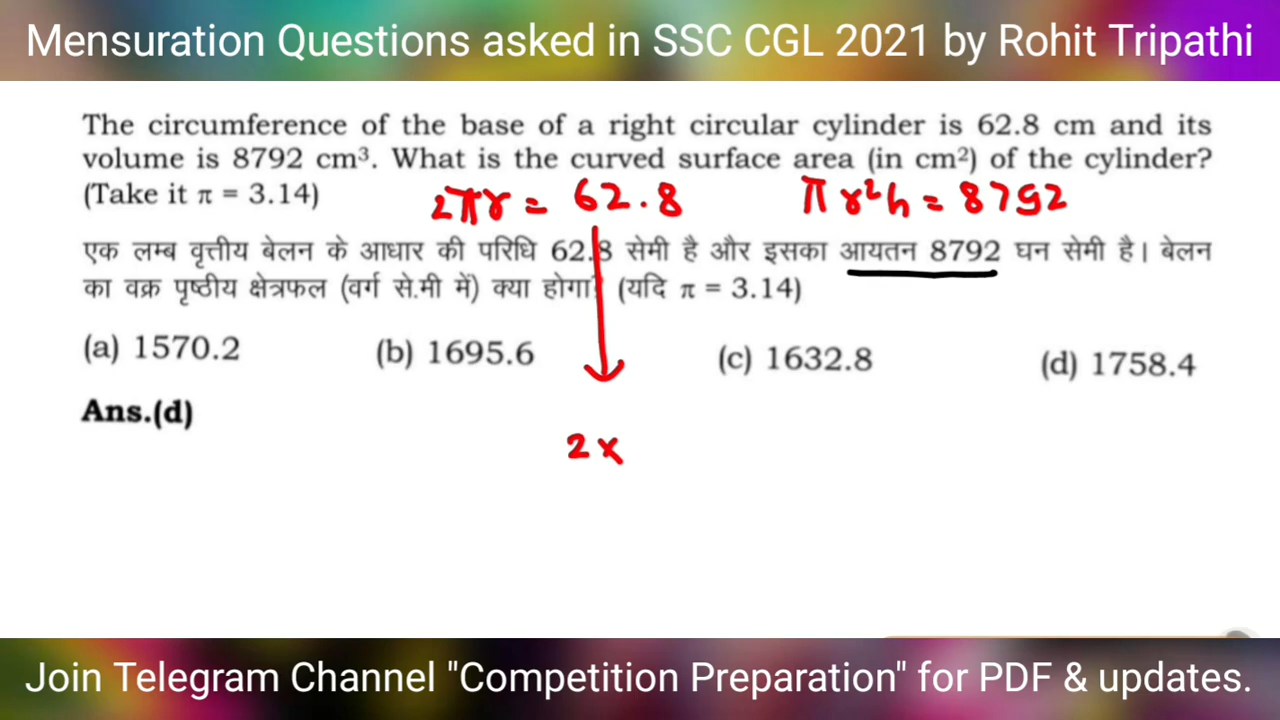 Mensuration Questions asked in SSC CGL 2021 by Rohit Tripathi
The circumference of the base of a right circular cylinder is 62.8 cm and its
volume is 8792 cm³. What is the curved surface area (in cm²) of the cylinder?
(Take it π = 3.14)
2πr = 62.8 πr²h = 8792
एक लम्ब वृत्तीय बेलन के आधार की परिधि 62.8 सेमी है और इसका आयतन 8792 घन सेमी है। बेलन
का वक्र पृष्ठीय क्षेत्रफल (वर्ग से.मी में) क्या होगा? (यदि π = 3.14)
(a) 1570.2 (b) 1695.6 (c) 1632.8 (d) 1758.4
Ans.(d)
2 x
Join Telegram Channel "Competition Preparation" for PDF & updates.